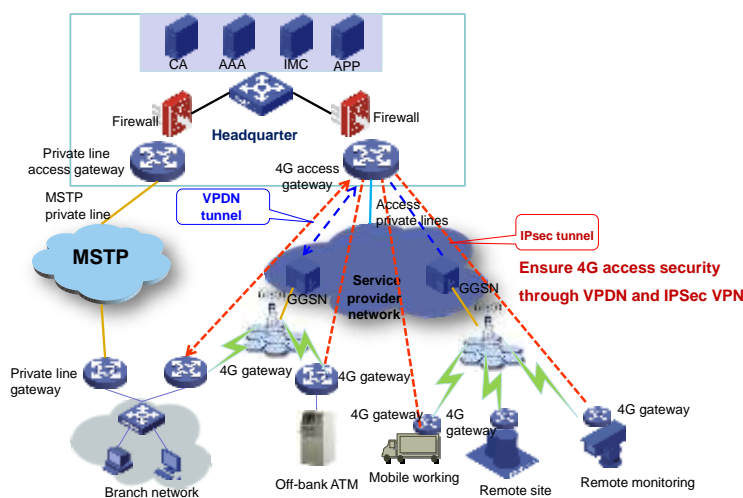 CA
AAA
IMC
APP
Firewall
Firewall
Headquarter
Private line
access gateway
4G access
gateway
MSTP
private line
VPDN
tunnel
Access
private lines
IPsec tunnel
MSTP
Ensure 4G access security
through VPDN and IPSec VPN
GGSN
GGSN
Service
provider
network
Private line
gateway
4G gateway
4G gateway
4G gateway
4G
gateway
4G gateway
Branch network
Off-bank ATM
Mobile working
Remote site
Remote monitoring